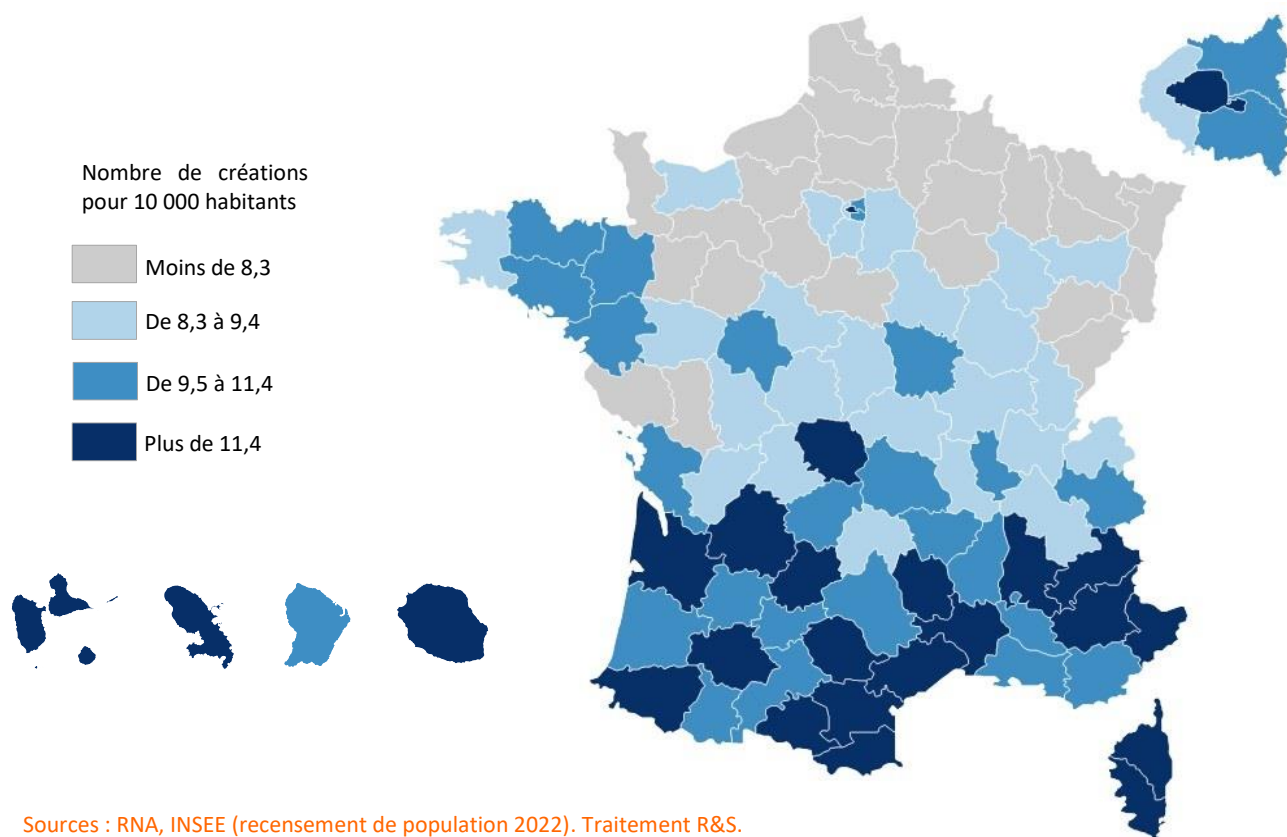 Nombre de créations
pour 10 000 habitants
Moins de 8,3
De 8,3 à 9,4
De 9,5 à 11,4
Plus de 11,4
Sources : RNA, INSEE (recensement de population 2022). Traitement R&S.